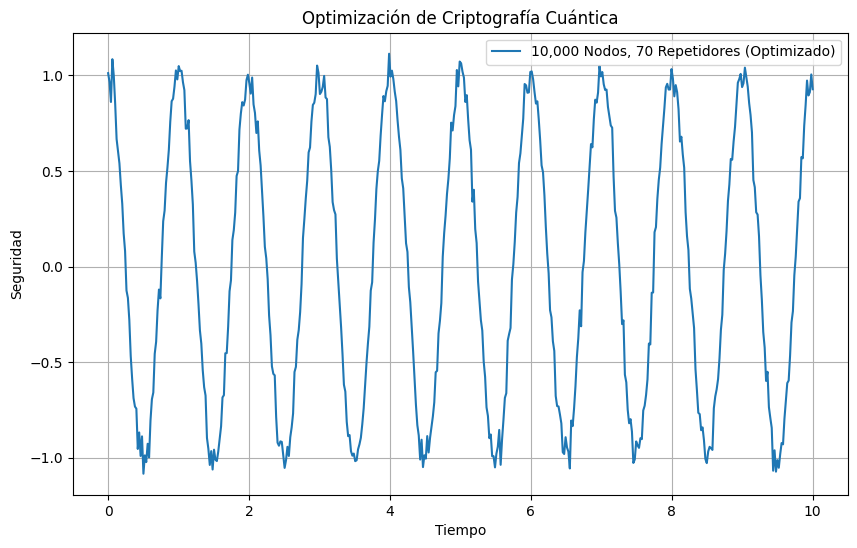 Optimización de Criptografía Cuántica
10,000 Nodos, 70 Repetidores (Optimizado)
Seguridad
1.0
0.5
0.0
−0.5
−1.0
0
2
4
6
8
10
Tiempo